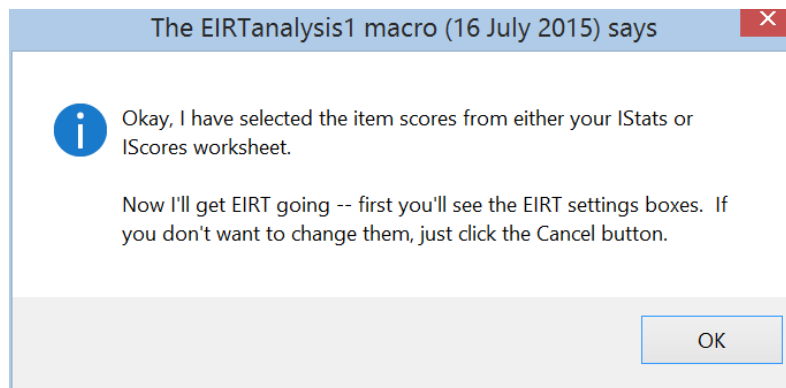 The EIRTanalysis1 macro (16 July 2015) says
Okay, I have selected the item scores from either your IStats or
IScores worksheet.
Now I'll get EIRT going -- first you'll see the EIRT settings boxes.  If
you don't want to change them, just click the Cancel button.
OK